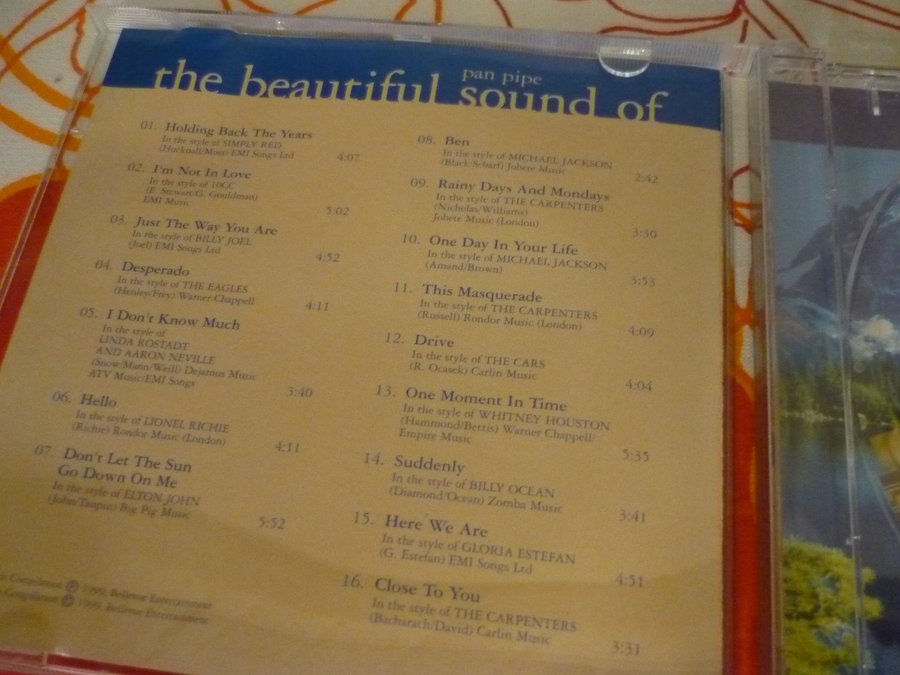 the beautiful pan pipe sound of
01. Holding Back The Years
In the style of SIMPLY RED
(Hucknall/Moss) EMI Songs Ltd 4:07
02. I'm Not In Love
In the style of 10CC
(E. Stewart/G. Gouldman)
EMI Music 5:02
03. Just The Way You Are
In the style of BILLY JOEL
(Joel) EMI Songs Ltd 4:52
04. Desperado
In the style of THE EAGLES
(Henley/Frey) Warner Chappell 4:11
05. I Don't Know Much
In the style of
LINDA ROSTADT
AND AARON NEVILLE
(Snow/Mann/Weill) Dejamus Music
ATV Music/EMI Songs 3:40
06. Hello
In the style of LIONEL RICHIE
(Richie) Rondor Music (London) 4:11
07. Don't Let The Sun
Go Down On Me
In the style of ELTON JOHN
(John/Taupin) Big Pig Music 5:52
Compilation ℗ 1999, Bellevue Entertainment
Compilation © 1999, Bellevue Entertainment
08. Ben
In the style of MICHAEL JACKSON
(Black/Scharf) Jobete Music 2:42
09. Rainy Days And Mondays
In the style of THE CARPENTERS
(Nicholas/Williams)
Jobete Music (London) 3:30
10. One Day In Your Life
In the style of MICHAEL JACKSON
(Amand/Brown) 3:53
11. This Masquerade
In the style of THE CARPENTERS
(Russell) Rondor Music (London) 4:09
12. Drive
In the style of THE CARS
(R. Ocasek) Carlin Music 4:04
13. One Moment In Time
In the style of WHITNEY HOUSTON
(Hammond/Bettis) Warner Chappell/
Empire Music 5:35
14. Suddenly
In the style of BILLY OCEAN
(Diamond/Ocean) Zomba Music 3:41
15. Here We Are
In the style of GLORIA ESTEFAN
(G. Estefan) EMI Songs Ltd 4:51
16. Close To You
In the style of THE CARPENTERS
(Bacharach/David) Carlin Music 3:31